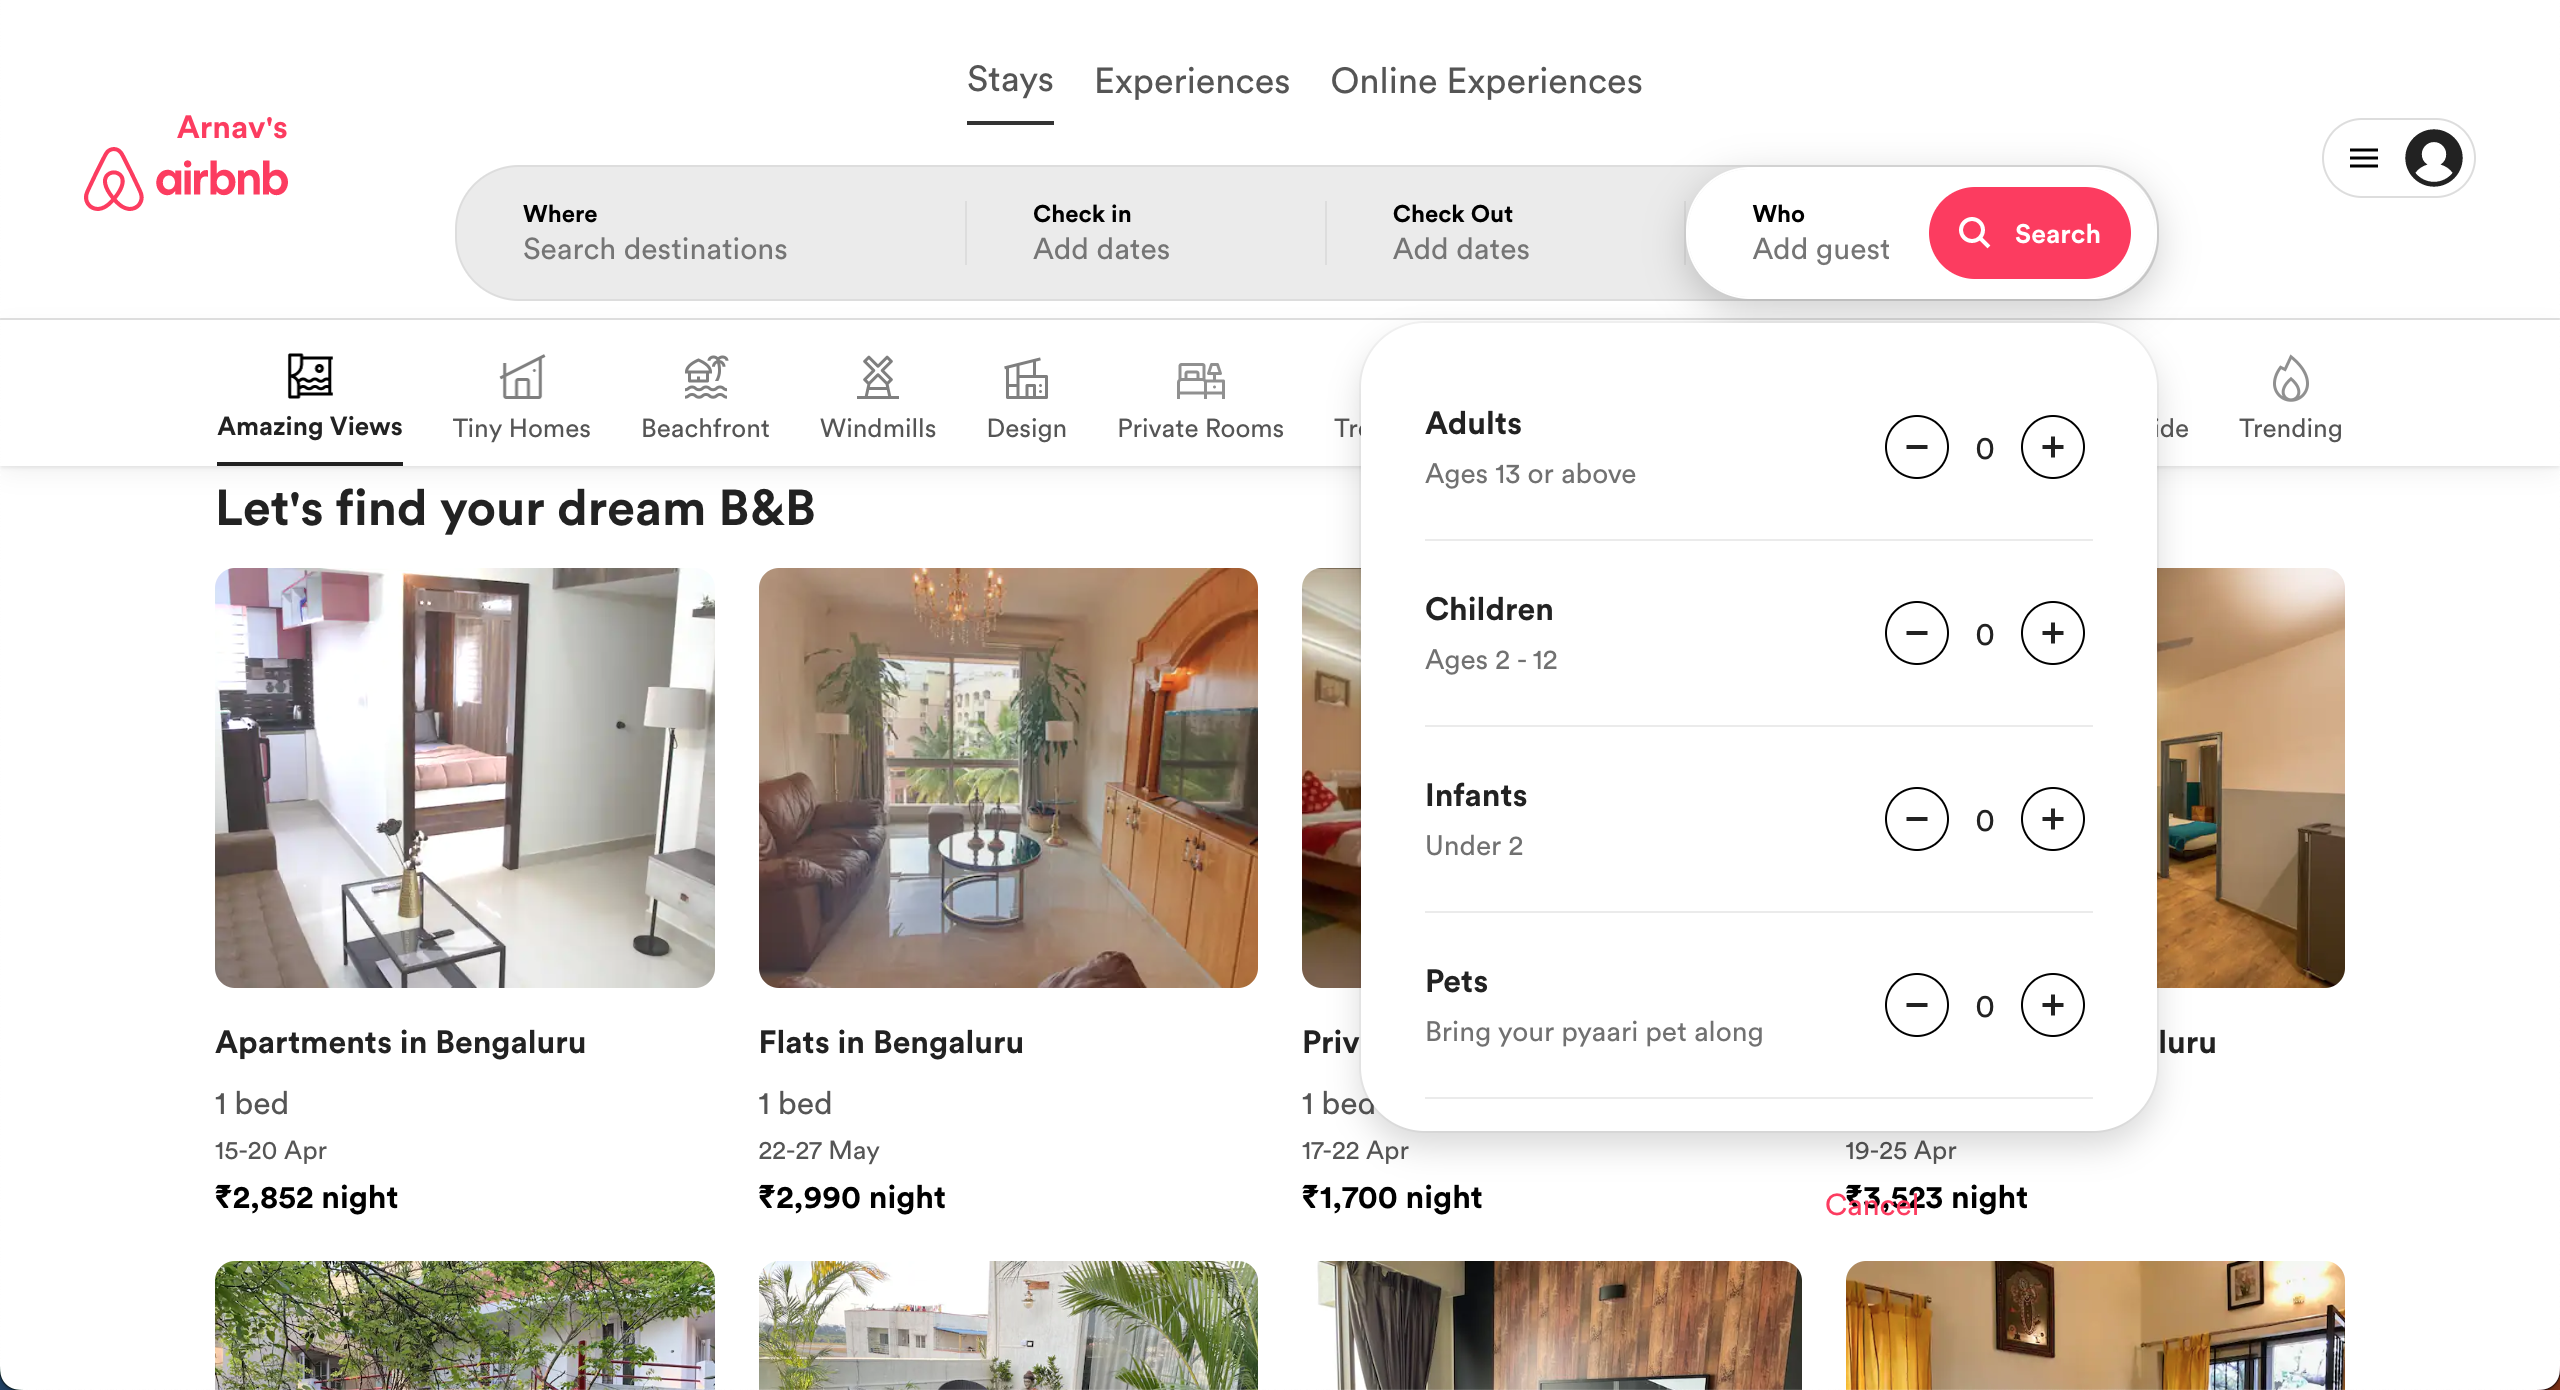 Stays Experiences Online Experiences
Arnav's
airbnb
Where
Search destinations
Check in
Add dates
Check Out
Add dates
Who
Add guest
Search
Amazing Views
Tiny Homes
Beachfront
Windmills
Design
Private Rooms
Trending
Let's find your dream B&B
Adults
Ages 13 or above
0
Children
Ages 2 - 12
0
Infants
Under 2
0
Pets
Bring your pyaari pet along
0
Apartments in Bengaluru
1 bed
15-20 Apr
₹2,852 night
Flats in Bengaluru
1 bed
22-27 May
₹2,990 night
1 bed
17-22 Apr
₹1,700 night
19-25 Apr
₹3,523 night
Cancel